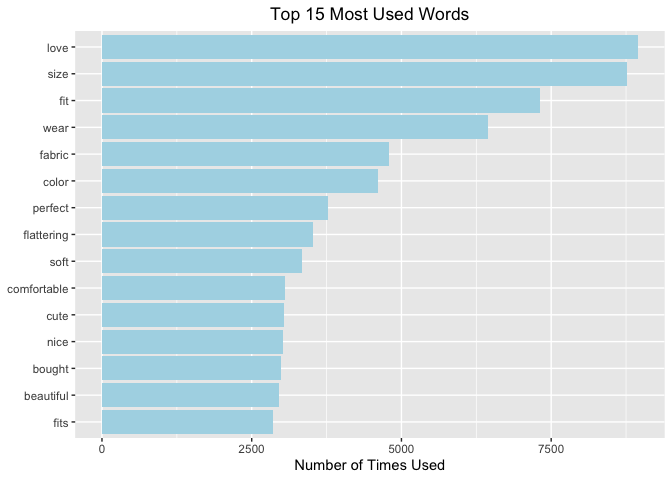 Top 15 Most Used Words
love
size
fit
wear
fabric
color
perfect
flattering
soft
comfortable
cute
nice
bought
beautiful
fits
0 2500 5000 7500
Number of Times Used